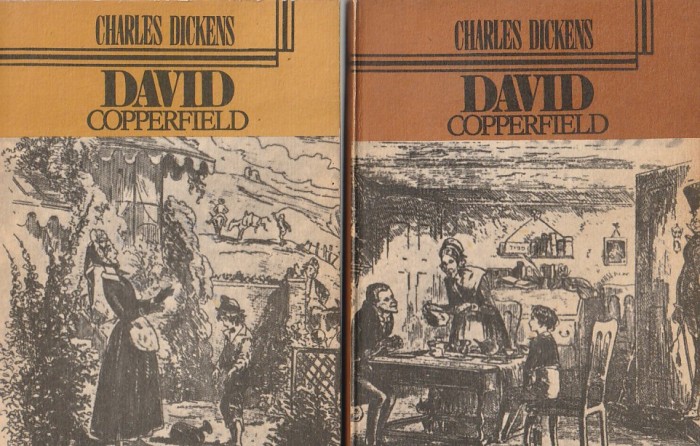 CHARLES DICKENS
DAVID
COPPERFIELD
CHARLES DICKENS
DAVID
COPPERFIELD